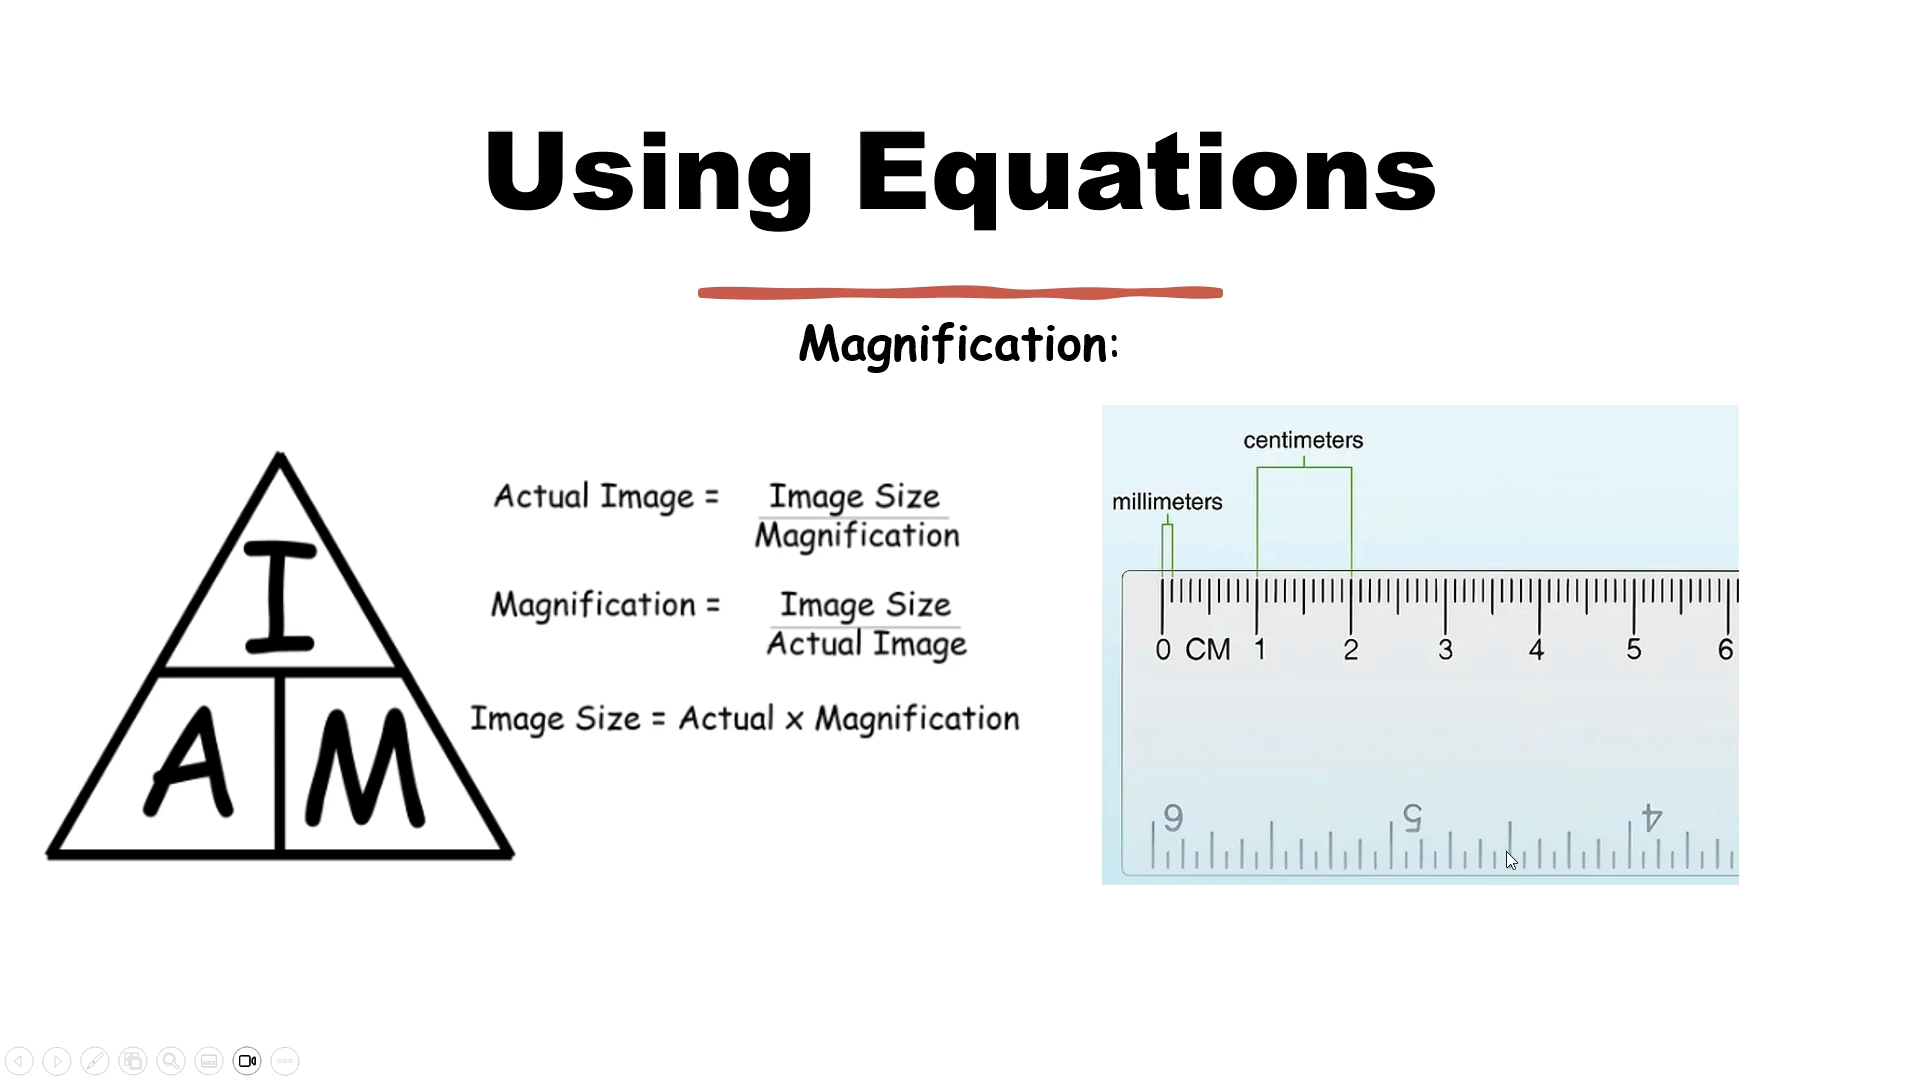 Using Equations
Magnification:
I
A M
Actual Image = Image Size
Magnification
Magnification = Image Size
Actual Image
Image Size = Actual x Magnification
centimeters
millimeters
0 CM 1 2 3 4 5 6
6 5 4